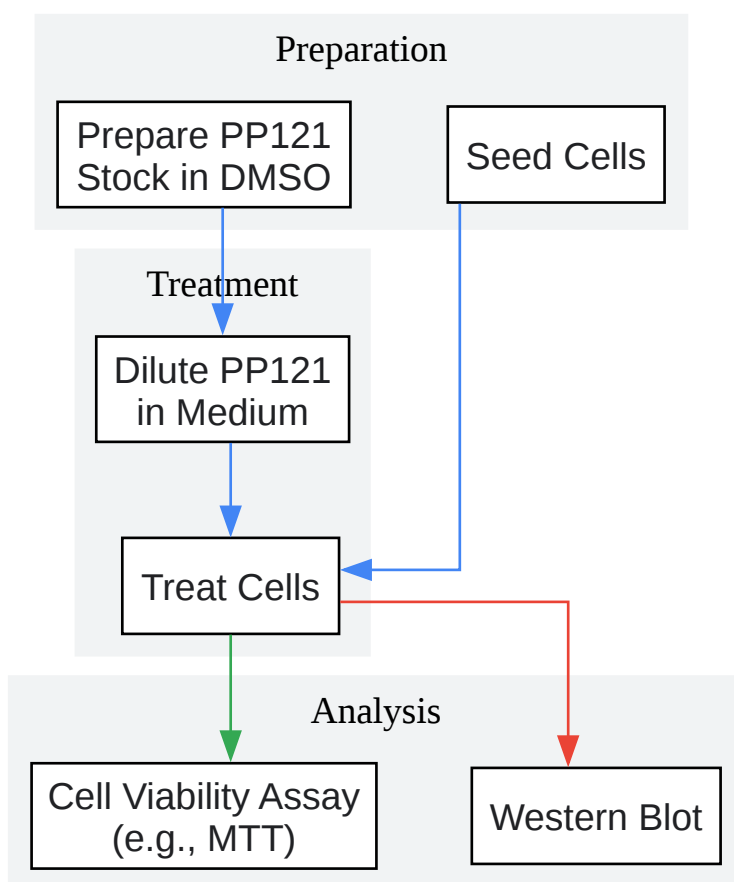 Preparation
Prepare PP121
Stock in DMSO
Seed Cells
Treatment
Dilute PP121
in Medium
Treat Cells
Analysis
Cell Viability Assay
(e.g., MTT)
Western Blot